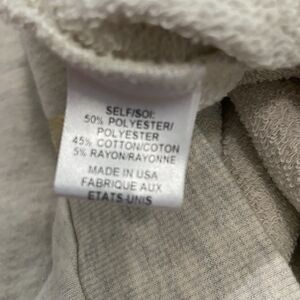 SELF/SOI:
50% POLYESTER/
POLYESTER
45% COTTON/COTON
5% RAYON/RAYONNE
MADE IN USA
FABRIQUE AUX
ETATS-UNIS